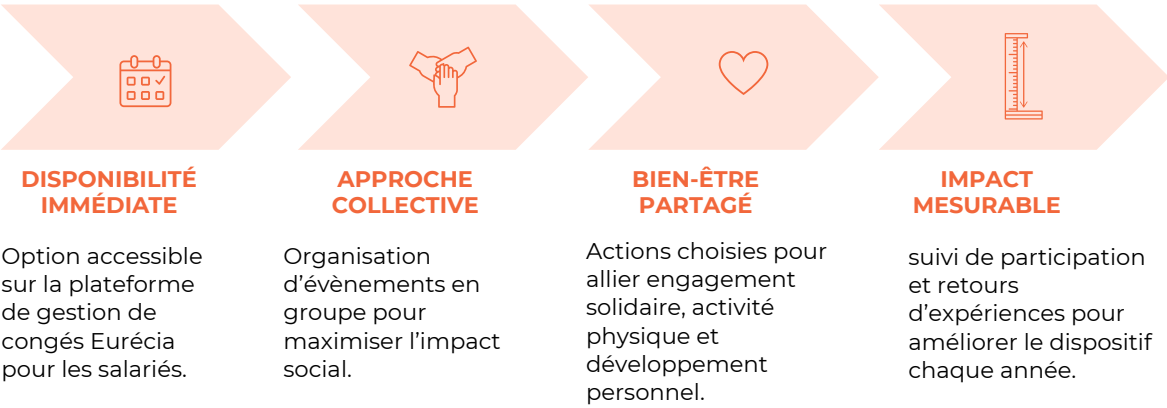 DISPONIBILITÉ
IMMÉDIATE
Option accessible
sur la plateforme
de gestion de
congés Eurécia
pour les salariés.
APPROCHE
COLLECTIVE
Organisation
d’évènements en
groupe pour
maximiser l’impact
social.
BIEN-ÊTRE
PARTAGÉ
Actions choisies pour
allier engagement
solidaire, activité
physique et
développement
personnel.
IMPACT
MESURABLE
suivi de participation
et retours
d’expériences pour
améliorer le dispositif
chaque année.